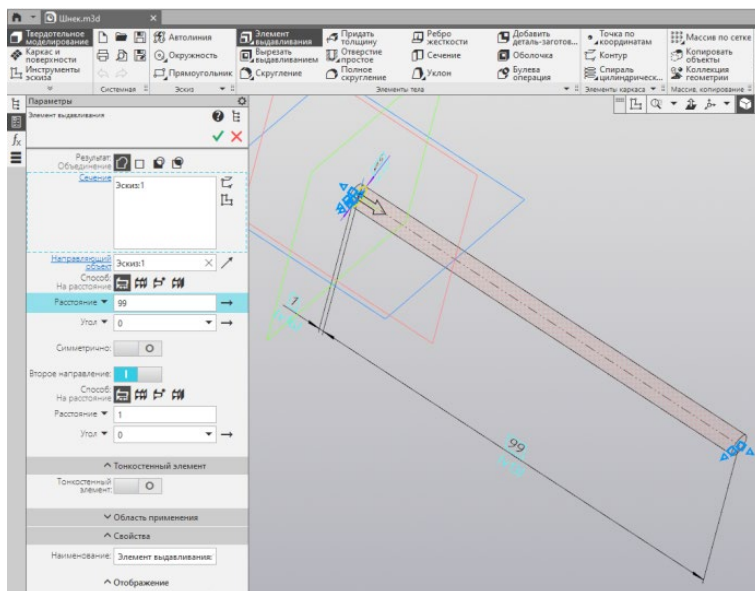 Шнек.m3d ×
Твердотельное моделирование
Каркас и поверхности
Инструменты эскиза
Системная
Автолиния
Окружность
Прямоугольник
Эскиз
Элемент выдавливания
Вырезать выдавливанием
Скругление
Придать толщину
Отверстие простое
Полное скругление
Ребро жесткости
Сечение
Уклон
Добавить деталь-заготов...
Оболочка
Булева операция
Элементы тела
Точка по координатам
Контур
Спираль цилиндрическ...
Элементы каркаса
Массив по сетке
Копировать объекты
Коллекция геометрии
Массив, копирование
Параметры
Элемент выдавливания
Результат:
Объединение
Сечение
Эскиз:1
Направляющий объект
Эскиз:1
Способ:
На расстояние
Расстояние 99
Угол 0
Симметрично:
Второе направление:
Способ:
На расстояние
Расстояние 1
Угол 0
Тонкостенный элемент
Тонкостенный элемент:
Область применения
Свойства
Наименование: Элемент выдавливания:
Отображение
1
99